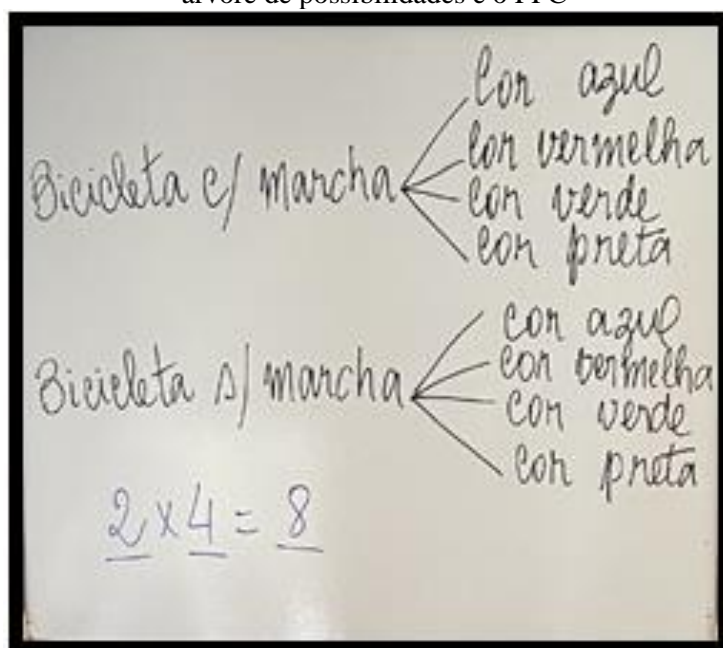 árvore de possibilidades e o PFC
cor azul
cor vermelha
Bicicleta c/ marcha
cor verde
cor preta
cor azul
cor vermelha
Bicicleta s/ marcha
cor verde
cor preta
2 x 4 = 8